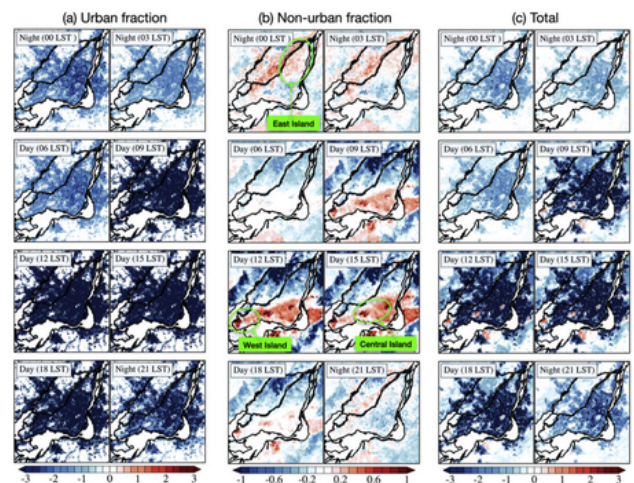 (a) Urban fraction
(b) Non-urban fraction
(c) Total
Night (00 LST)
Night (03 LST)
Night (00 LST)
Night (03 LST)
Night (00 LST)
Night (03 LST)
East Island
Day (06 LST)
Day (09 LST)
Day (06 LST)
Day (09 LST)
Day (06 LST)
Day (09 LST)
Day (12 LST)
Day (15 LST)
Day (12 LST)
Day (15 LST)
Day (12 LST)
Day (15 LST)
West Island
Central Island
Day (18 LST)
Night (21 LST)
Day (18 LST)
Night (21 LST)
Day (18 LST)
Night (21 LST)
-3 -2 -1 0 1 2 3
-1 -0.6 -0.2 0.2 0.6 1
-3 -2 -1 0 1 2 3